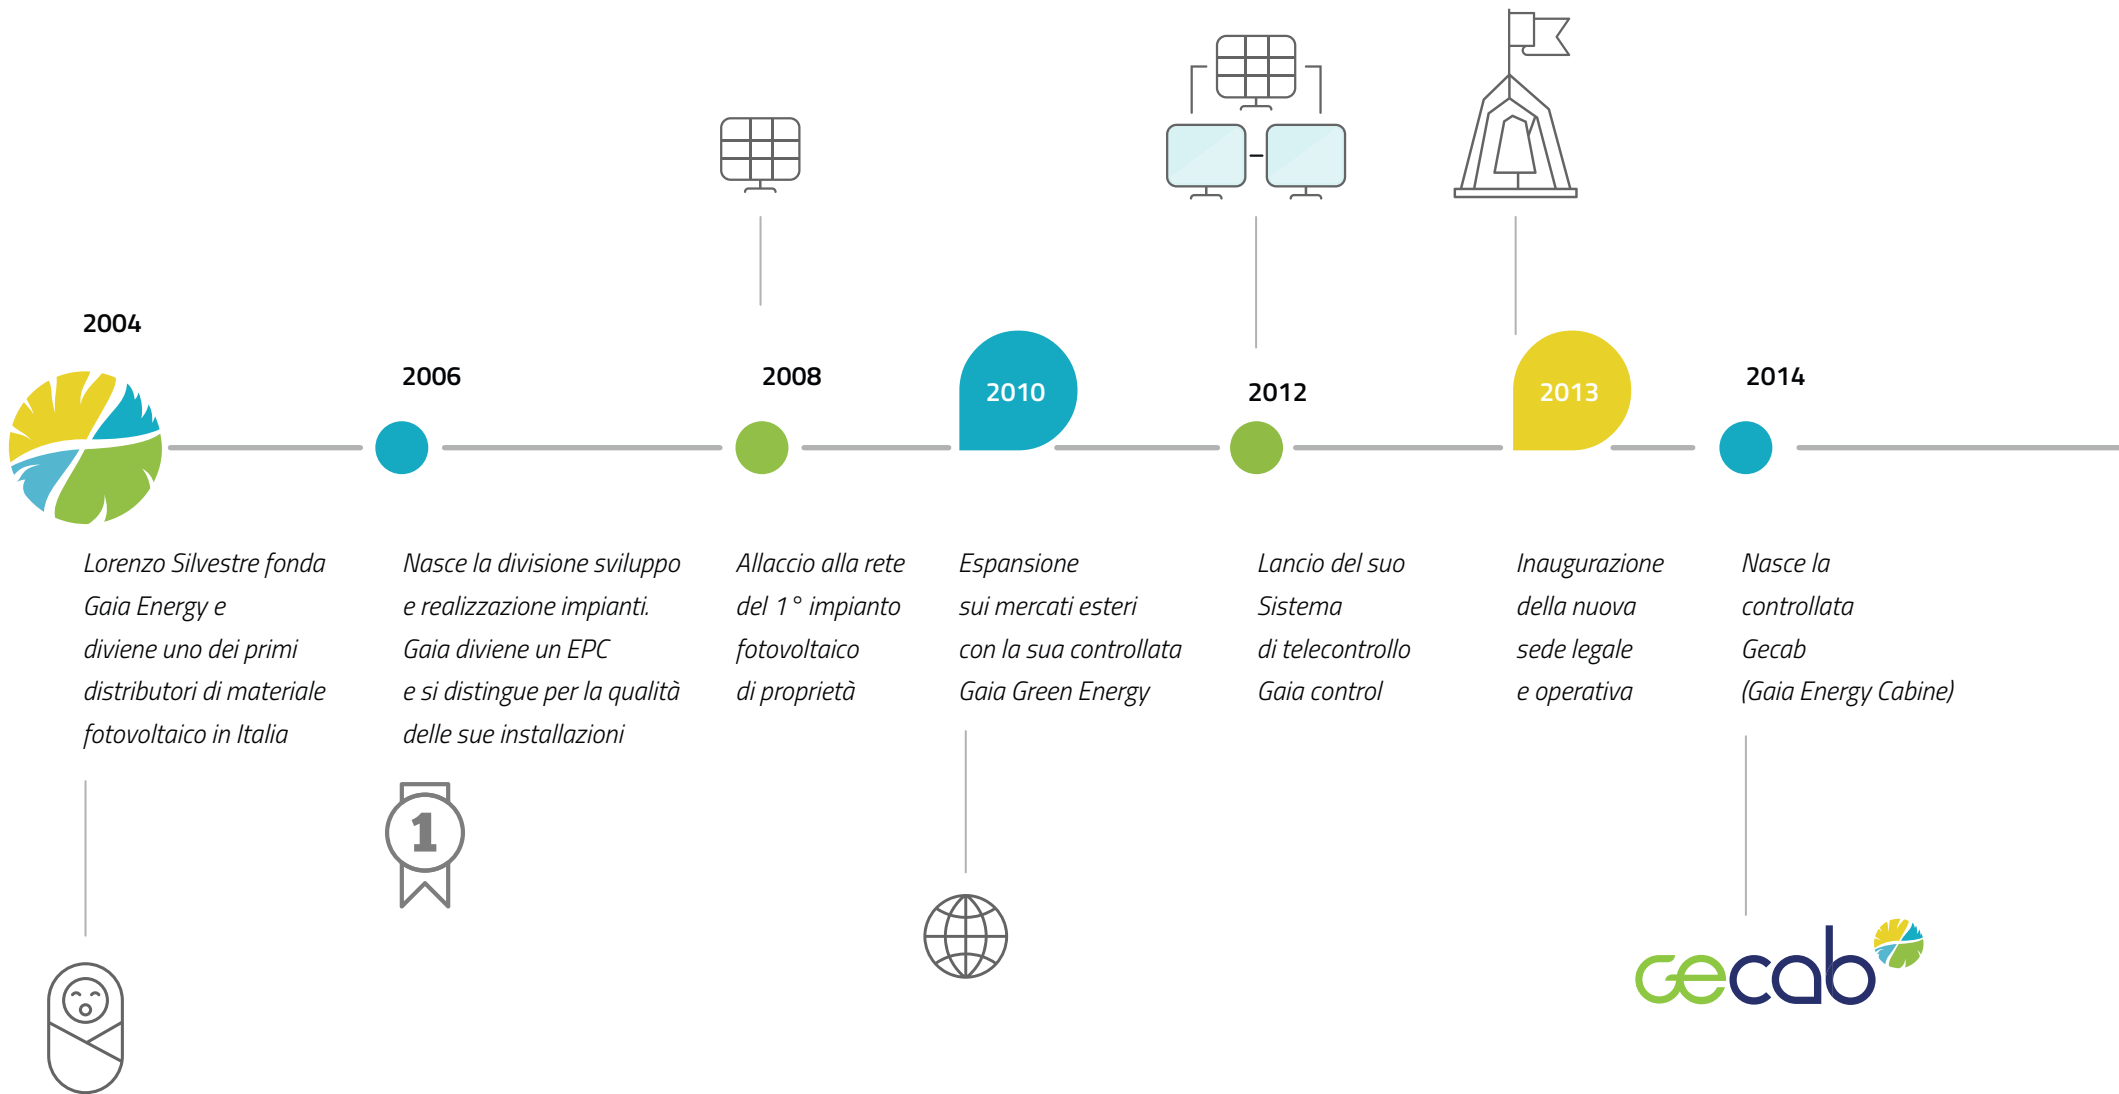 2004
Lorenzo Silvestre fonda
Gaia Energy e
diviene uno dei primi
distributori di materiale
fotovoltaico in Italia
2006
Nasce la divisione sviluppo
e realizzazione impianti.
Gaia diviene un EPC
e si distingue per la qualità
delle sue installazioni
1
2008
Allaccio alla rete
del 1° impianto
fotovoltaico
di proprietà
2010
Espansione
sui mercati esteri
con la sua controllata
Gaia Green Energy
2012
Lancio del suo
Sistema
di telecontrollo
Gaia control
2013
Inaugurazione
della nuova
sede legale
e operativa
2014
Nasce la
controllata
Gecab
(Gaia Energy Cabine)
gecab